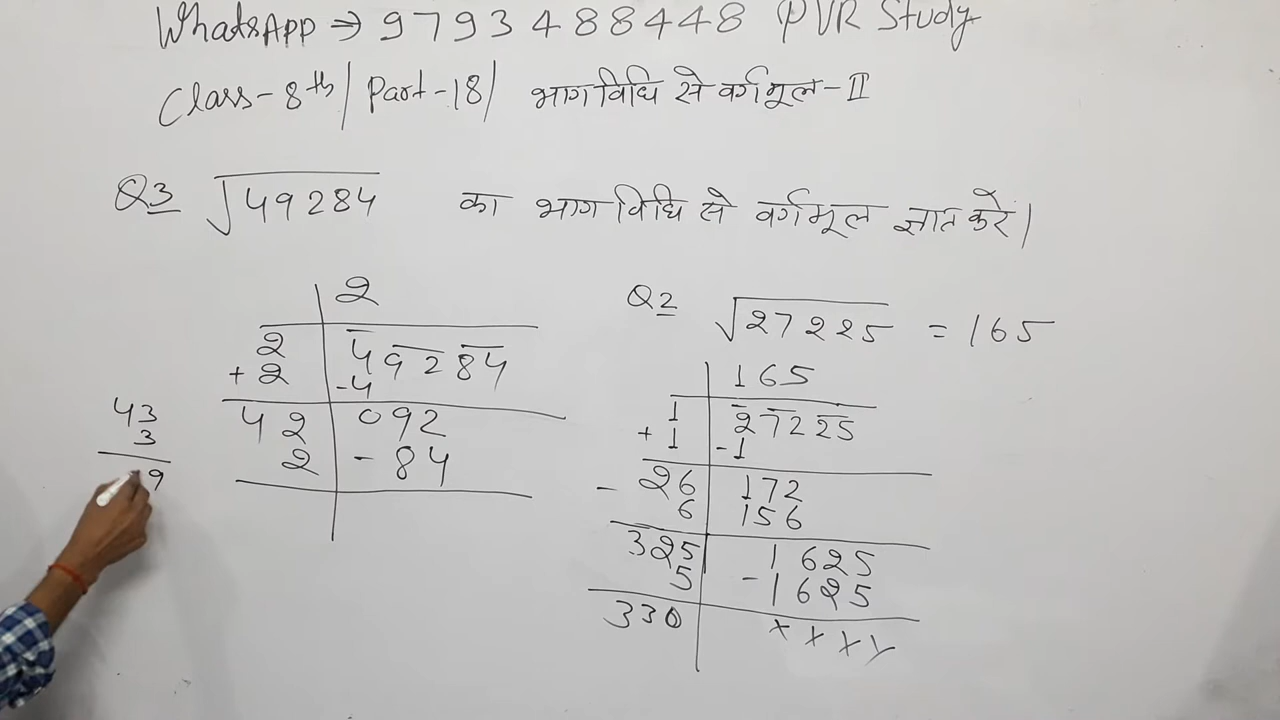 WhatsApp ⇒ 9793488448 PVR Study
Class-8th/ Part-18/ भाग विधि से वर्गमूल-II
Q3 √49284 का भाग विधि से वर्गमूल ज्ञात करें।
2
2 49284
+2 -4
42 092
2 -84
43
3
9
Q2 √27225 = 165
165
1 27225
+1 -1
- 26 172
6 156
325 1625
5 -1625
330 x x x y